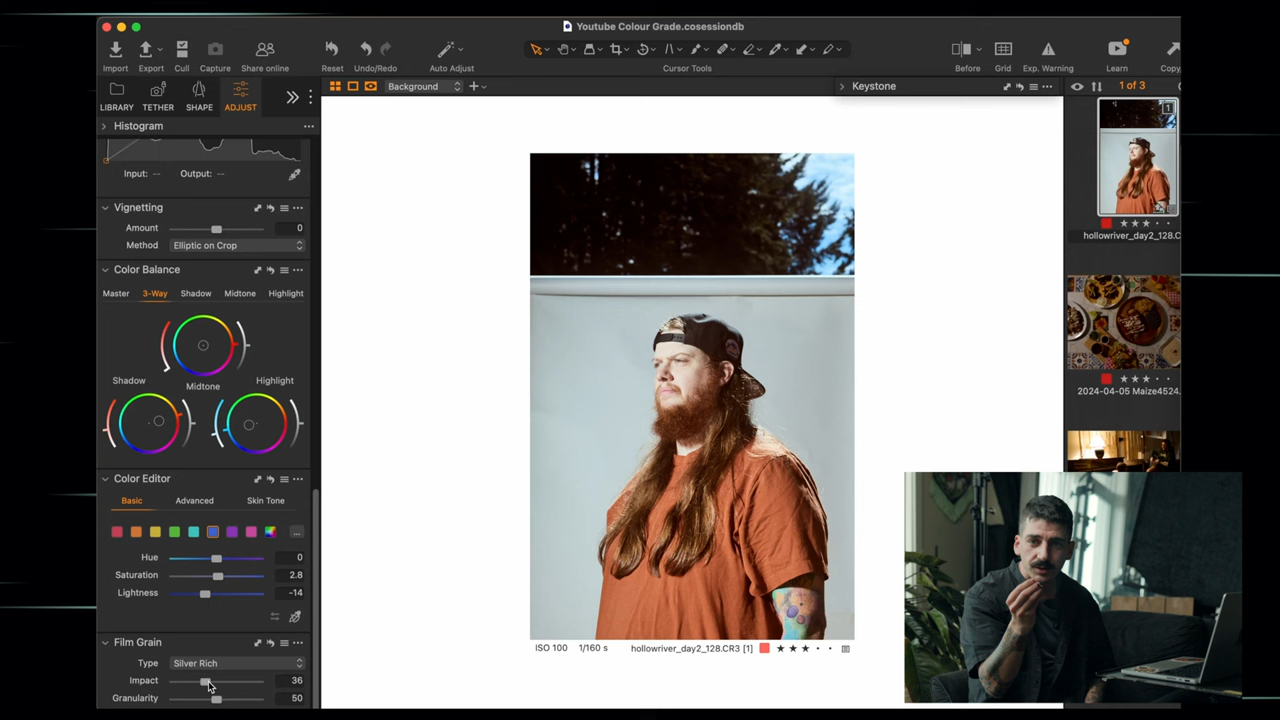 Youtube Colour Grade.cosessiondb
Import Export Cull Capture Share online Reset Undo/Redo Auto Adjust Cursor Tools Before Grid Exp. Warning Learn Copy
LIBRARY TETHER SHAPE ADJUST
Background
Keystone
1 of 3
Histogram
Input: -- Output: --
Vignetting
Amount 0
Method Elliptic on Crop
Color Balance
Master 3-Way Shadow Midtone Highlight
Shadow Midtone Highlight
Color Editor
Basic Advanced Skin Tone
Hue 0
Saturation 2.8
Lightness -14
Film Grain
Type Silver Rich
Impact 36
Granularity 50
ISO 100 1/160 s hollowriver_day2_128.CR3 [1]
1
hollowriver_day2_128.C
2024-04-05 Maize4524.